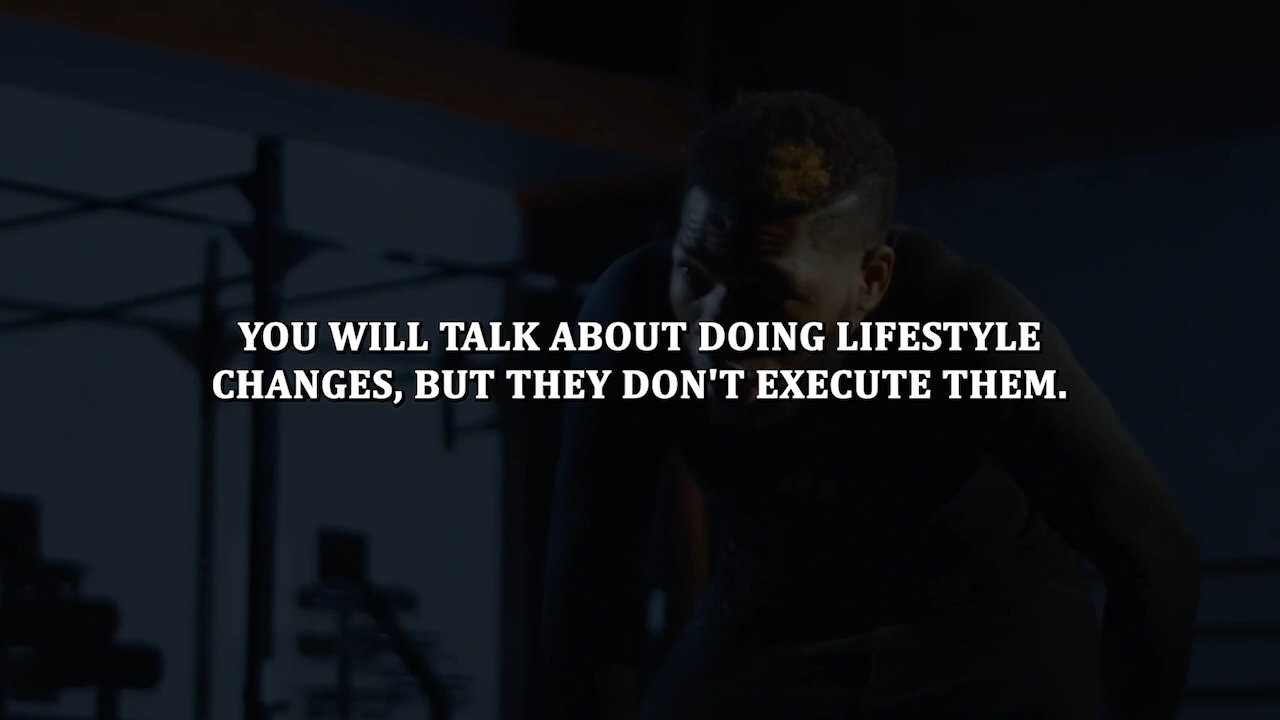 YOU WILL TALK ABOUT DOING LIFESTYLE
CHANGES, BUT THEY DON'T EXECUTE THEM.